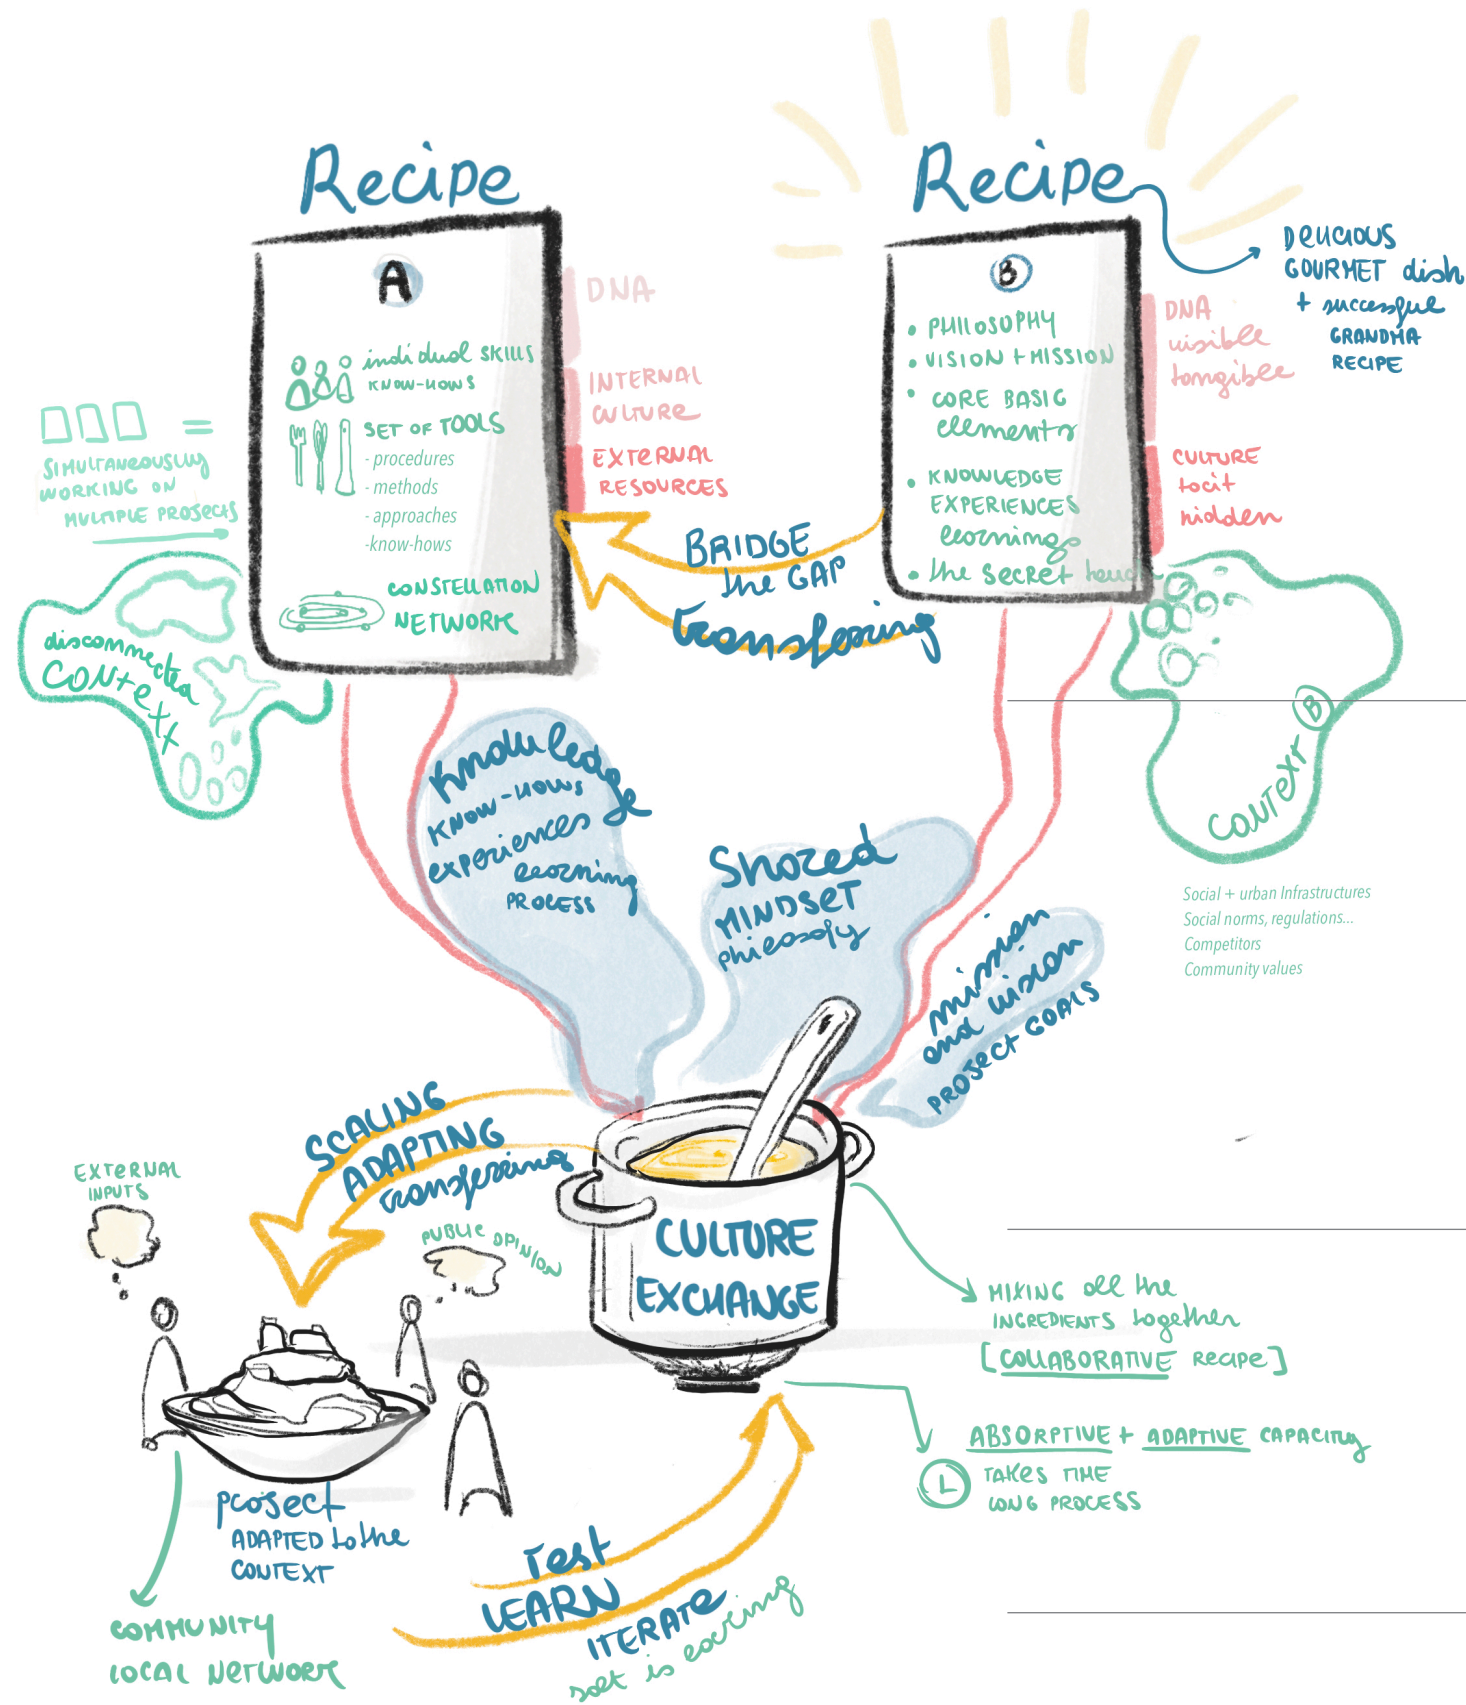 Recipe
A
individual SKILLS
KNOW-HOWS
SET OF TOOLS
- procedures
- methods
- approaches
-know-hows
CONSTELLATION
NETWORK
DNA
INTERNAL
CULTURE
EXTERNAL
RESOURCES
=
SIMULTANEOUSLY
WORKING ON
MULTIPLE PROJECTS
disconnected
CONTEXT
Recipe
B
• PHILOSOPHY
• VISION + MISSION
• CORE BASIC
elements
• KNOWLEDGE
EXPERIENCES
learnings
• the secret touch
DELICIOUS
GOURMET dish
+ successful
GRANDMA
RECIPE
DNA
visible
tangible
CULTURE
tacit
hidden
BRIDGE
the GAP
transferring
CONTEXT B
Social + urban Infrastructures
Social norms, regulations...
Competitors
Community values
Knowledge
KNOW-HOWS
experiences
learning
PROCESS
Shared
MINDSET
philosofy
mission
and vision
PROJECT GOALS
SCALING
ADAPTING
transferring
CULTURE
EXCHANGE
EXTERNAL
INPUTS
PUBLIC OPINION
project
ADAPTED to the
CONTEXT
COMMUNITY
LOCAL NETWORK
MIXING all the
INGREDIENTS together
[COLLABORATIVE RECIPE]
ABSORPTIVE + ADAPTIVE CAPACITY
TAKES TIME
LONG PROCESS
Test
LEARN
ITERATE
salt is